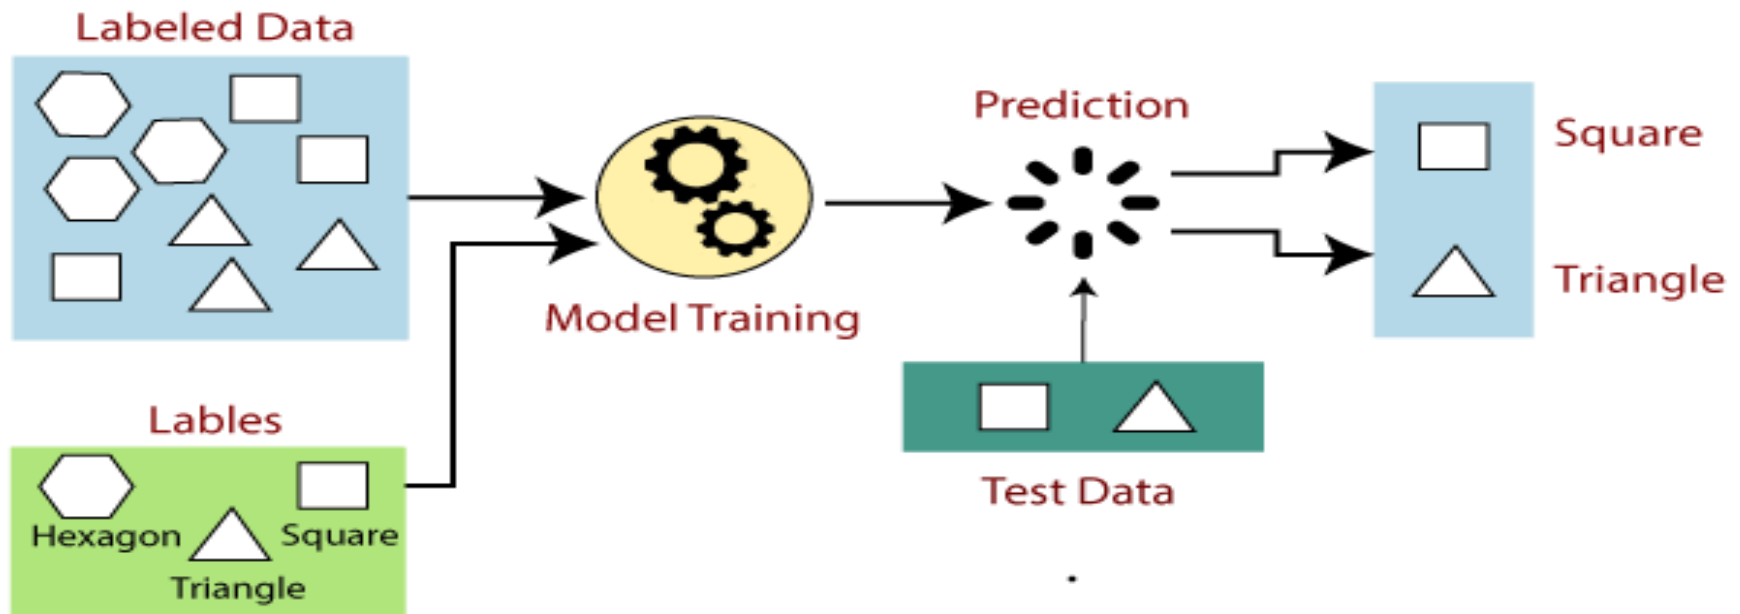 Labeled Data
Prediction
Square
Triangle
Model Training
Lables
Hexagon
Square
Triangle
Test Data